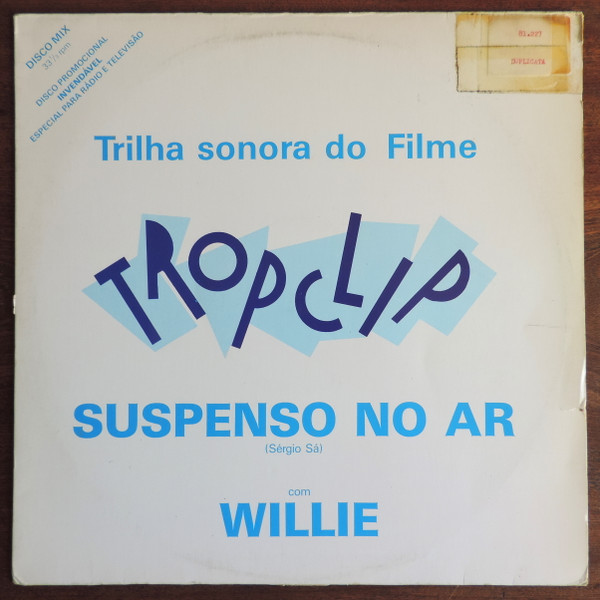 DISCO MIX
33 1/3 rpm
DISCO PROMOCIONAL
INVENDÁVEL
ESPECIAL PARA RÁDIO E TELEVISÃO
DUPLICATA
Trilha sonora do Filme
TROPCLIP
SUSPENSO NO AR
(Sérgio Sá)
com
WILLIE